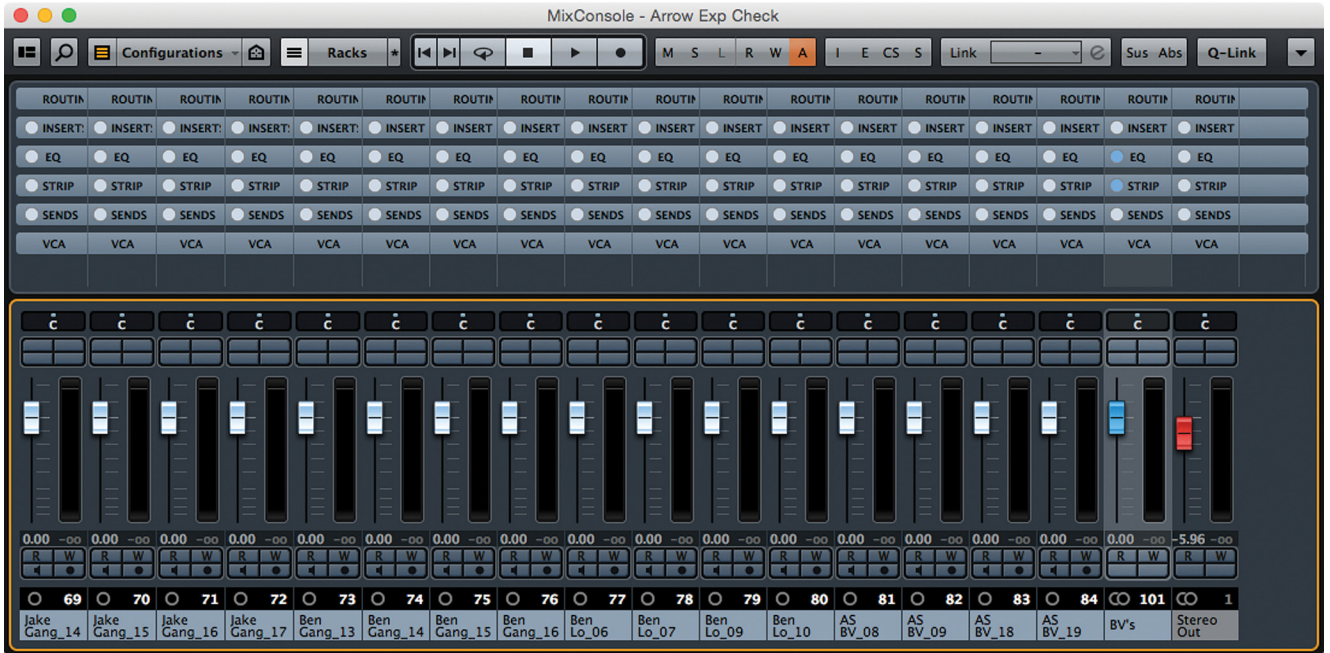 MixConsole - Arrow Exp Check
Configurations Racks * M S L R W A I E CS S Link - e Sus Abs Q-Link
ROUTIN ROUTIN ROUTIN ROUTIN ROUTIN ROUTIN ROUTIN ROUTIN ROUTIN ROUTIN ROUTIN ROUTIN ROUTIN ROUTIN ROUTIN ROUTIN ROUTIN ROUTIN
INSERT: INSERT: INSERT: INSERT: INSERT: INSERT INSERT INSERT INSERT INSERT INSERT INSERT INSERT INSERT INSERT INSERT INSERT INSERT
EQ EQ EQ EQ EQ EQ EQ EQ EQ EQ EQ EQ EQ EQ EQ EQ EQ EQ
STRIP STRIP STRIP STRIP STRIP STRIP STRIP STRIP STRIP STRIP STRIP STRIP STRIP STRIP STRIP STRIP STRIP STRIP
SENDS SENDS SENDS SENDS SENDS SENDS SENDS SENDS SENDS SENDS SENDS SENDS SENDS SENDS SENDS SENDS SENDS SENDS
VCA VCA VCA VCA VCA VCA VCA VCA VCA VCA VCA VCA VCA VCA VCA VCA VCA VCA
C C C C C C C C C C C C C C C C C C
0.00 -oo 0.00 -oo 0.00 -oo 0.00 -oo 0.00 -oo 0.00 -oo 0.00 -oo 0.00 -oo 0.00 -oo 0.00 -oo 0.00 -oo 0.00 -oo 0.00 -oo 0.00 -oo 0.00 -oo 0.00 -oo 0.00 -oo -5.96 -oo
R W R W R W R W R W R W R W R W R W R W R W R W R W R W R W R W R W R W
69 70 71 72 73 74 75 76 77 78 79 80 81 82 83 84 101 1
Jake Jake Jake Jake Ben Ben Ben Ben Ben Ben Ben Ben AS AS AS AS BV's Stereo
Gang_14 Gang_15 Gang_16 Gang_17 Gang_13 Gang_14 Gang_15 Gang_16 Lo_06 Lo_07 Lo_09 Lo_10 BV_08 BV_09 BV_18 BV_19 Out